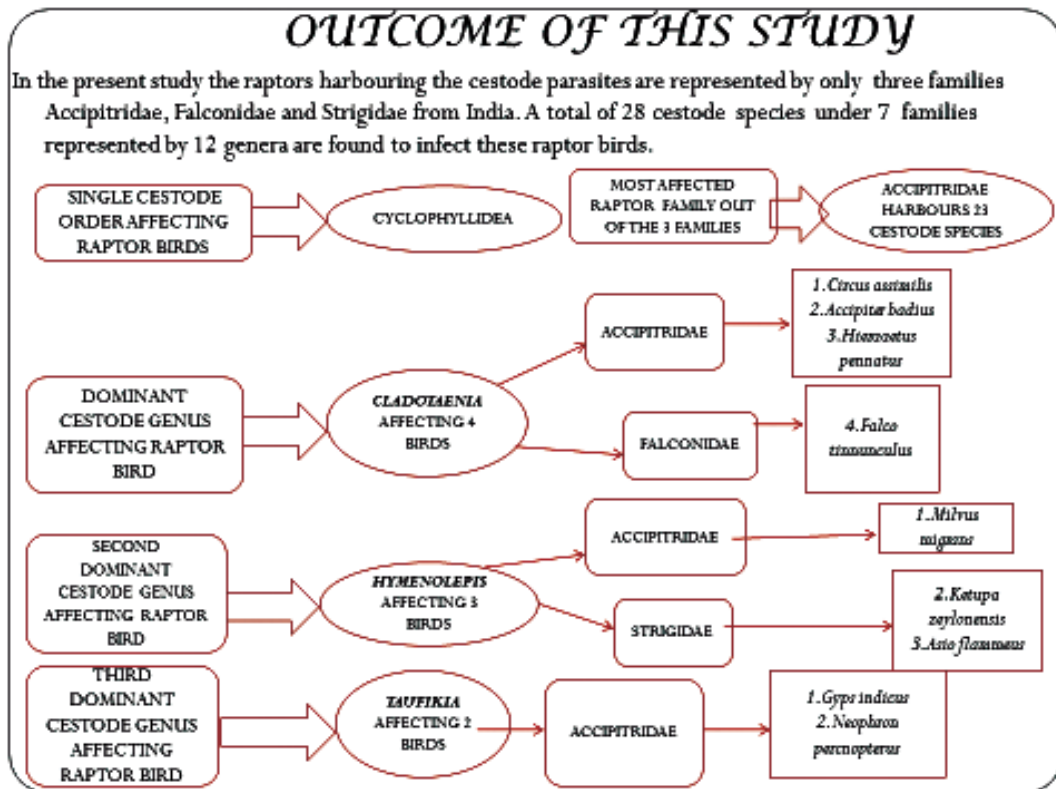 OUTCOME OF THIS STUDY
In the present study the raptors harbouring the cestode parasites are represented by only three families
Accipitridae, Falconidae and Strigidae from India. A total of 28 cestode species under 7 families
represented by 12 genera are found to infect these raptor birds.
SINGLE CESTODE
ORDER AFFECTING
RAPTOR BIRDS
CYCLOPHYLLIDEA
MOST AFFECTED
RAPTOR FAMILY OUT
OF THE 3 FAMILIES
ACCIPITRIDAE
HARBOURS 23
CESTODE SPECIES
DOMINANT
CESTODE GENUS
AFFECTING RAPTOR
BIRD
CLADOTAENIA
AFFECTING 4
BIRDS
ACCIPITRIDAE
1.Circus assimilis
2.Accipiter badius
3.Hieraaetus
pennatus
FALCONIDAE
4.Falco
tinnunculus
SECOND
DOMINANT
CESTODE GENUS
AFFECTING RAPTOR
BIRD
HYMENOLEPIS
AFFECTING 3
BIRDS
ACCIPITRIDAE
1.Milvus
migrans
STRIGIDAE
2.Ketupa
zeylonensis
3.Asio flammeus
THIRD
DOMINANT
CESTODE GENUS
AFFECTING
RAPTOR BIRD
TAUFIKIA
AFFECTING 2
BIRDS
ACCIPITRIDAE
1.Gyps indicus
2.Neophron
percnopterus